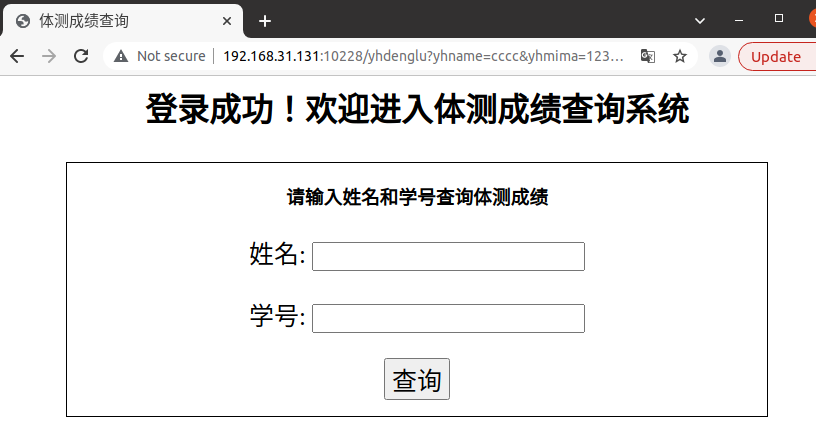 体测成绩查询
Not secure 192.168.31.131:10228/yhdenglu?yhname=cccc&yhmima=123… Update
登录成功！欢迎进入体测成绩查询系统
请输入姓名和学号查询体测成绩
姓名:
学号:
查询